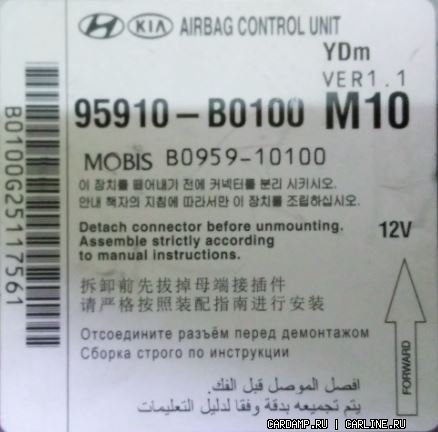 HYUNDAI KIA AIRBAG CONTROL UNIT
YDm
VER1.1
95910-B0100 M10
MOBIS B0959-10100
이 장치를 떼어내기 전에 커넥터를 분리 시키시오.
안내 책자의 지침에 따라서만 이 장치를 조립하십시오.
Detach connector before unmounting.
Assemble strictly according
to manual instructions.
12V
拆卸前先拔掉母端接插件
请严格按照装配指南进行安装
Отсоедините разъём перед демонтажом
Сборка строго по инструкции
افصل الموصل قبل الفك.
يتم تجميعه بدقة وفقا لدليل التعليمات
FORWARD
B0100G25117561
CARDAMP.RU | CARLINE.RU